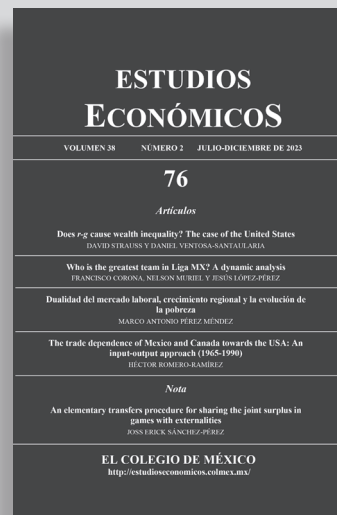 ESTUDIOS
ECONÓMICOS
VOLUMEN 38 NÚMERO 2 JULIO-DICIEMBRE DE 2023
76
Artículos
Does r-g cause wealth inequality? The case of the United States
DAVID STRAUSS Y DANIEL VENTOSA-SANTAULARIA
Who is the greatest team in Liga MX? A dynamic analysis
FRANCISCO CORONA, NELSON MURIEL Y JESÚS LÓPEZ-PÉREZ
Dualidad del mercado laboral, crecimiento regional y la evolución de
la pobreza
MARCO ANTONIO PÉREZ MÉNDEZ
The trade dependence of Mexico and Canada towards the USA: An
input-output approach (1965-1990)
HÉCTOR ROMERO-RAMÍREZ
Nota
An elementary transfers procedure for sharing the joint surplus in
games with externalities
JOSS ERICK SÁNCHEZ-PÉREZ
EL COLEGIO DE MÉXICO
http://estudioseconomicos.colmex.mx/